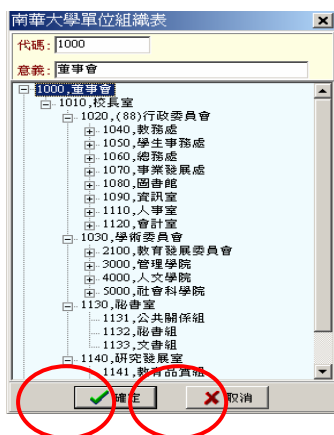 南華大學單位組織表
代碼: 1000
意義: 董事會
1000,董事會
1010,校長室
1020,(88)行政委員會
1040,教務處
1050,學生事務處
1060,總務處
1070,事業發展處
1080,圖書館
1090,資訊室
1110,人事室
1120,會計室
1030,學術委員會
2100,教育發展委員會
3000,管理學院
4000,人文學院
5000,社會科學院
1130,秘書室
1131,公共關係組
1132,秘書組
1133,文書組
1140,研究發展室
1141,教育品質組
確定 取消